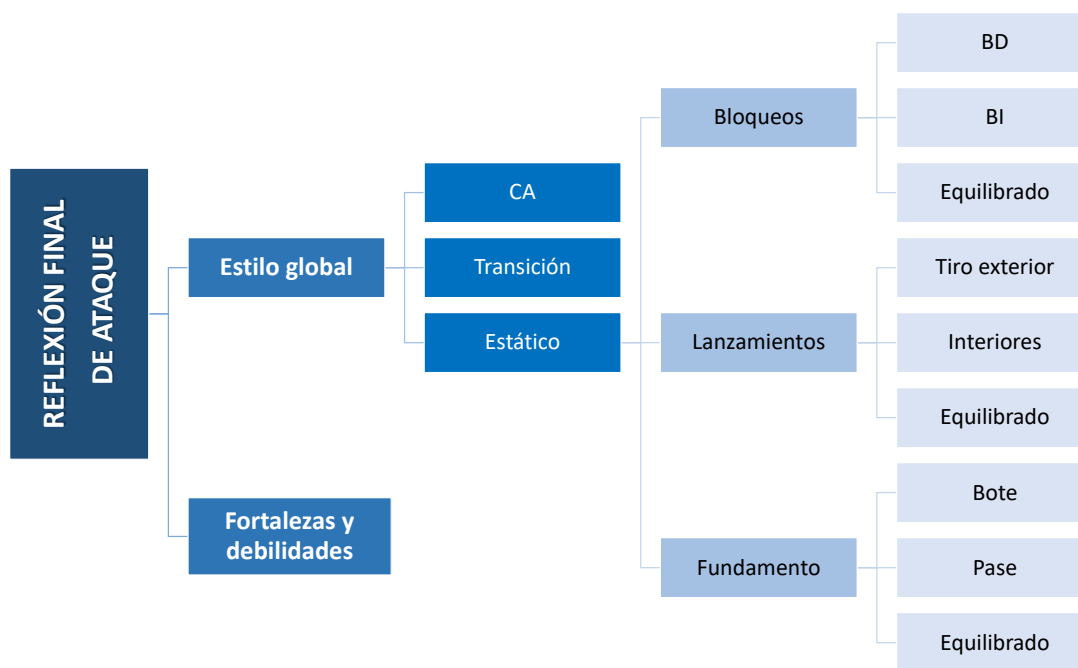 REFLEXIÓN FINAL
DE ATAQUE
Estilo global
Fortalezas y
debilidades
CA
Transición
Estático
Bloqueos
Lanzamientos
Fundamento
BD
BI
Equilibrado
Tiro exterior
Interiores
Equilibrado
Bote
Pase
Equilibrado